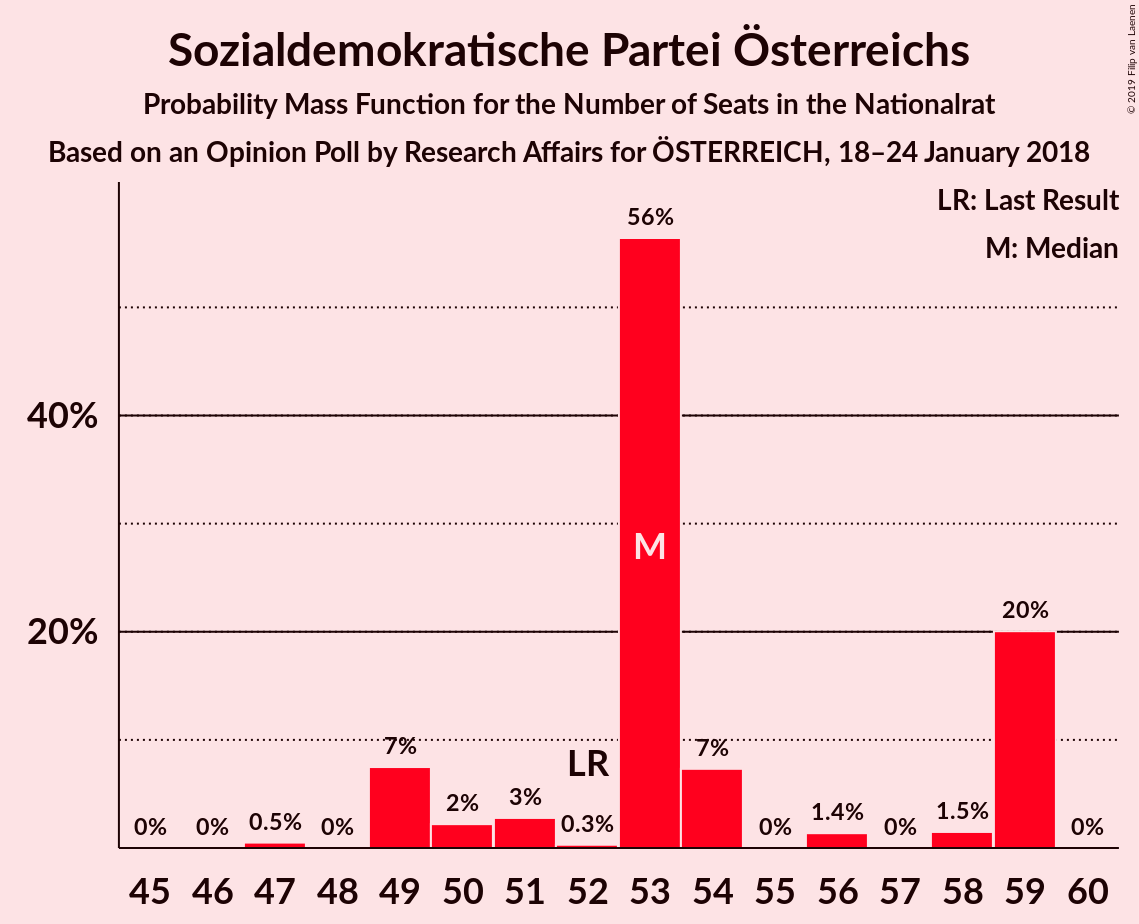 Sozialdemokratische Partei Österreichs
Probability Mass Function for the Number of Seats in the Nationalrat
Based on an Opinion Poll by Research Affairs for ÖSTERREICH, 18–24 January 2018
© 2019 Filip van Laenen
LR: Last Result
M: Median
40%
20%
0% 0% 0.5% 0% 7% 2% 3% 0.3% 56% 7% 0% 1.4% 0% 1.5% 20% 0%
LR
M
45 46 47 48 49 50 51 52 53 54 55 56 57 58 59 60